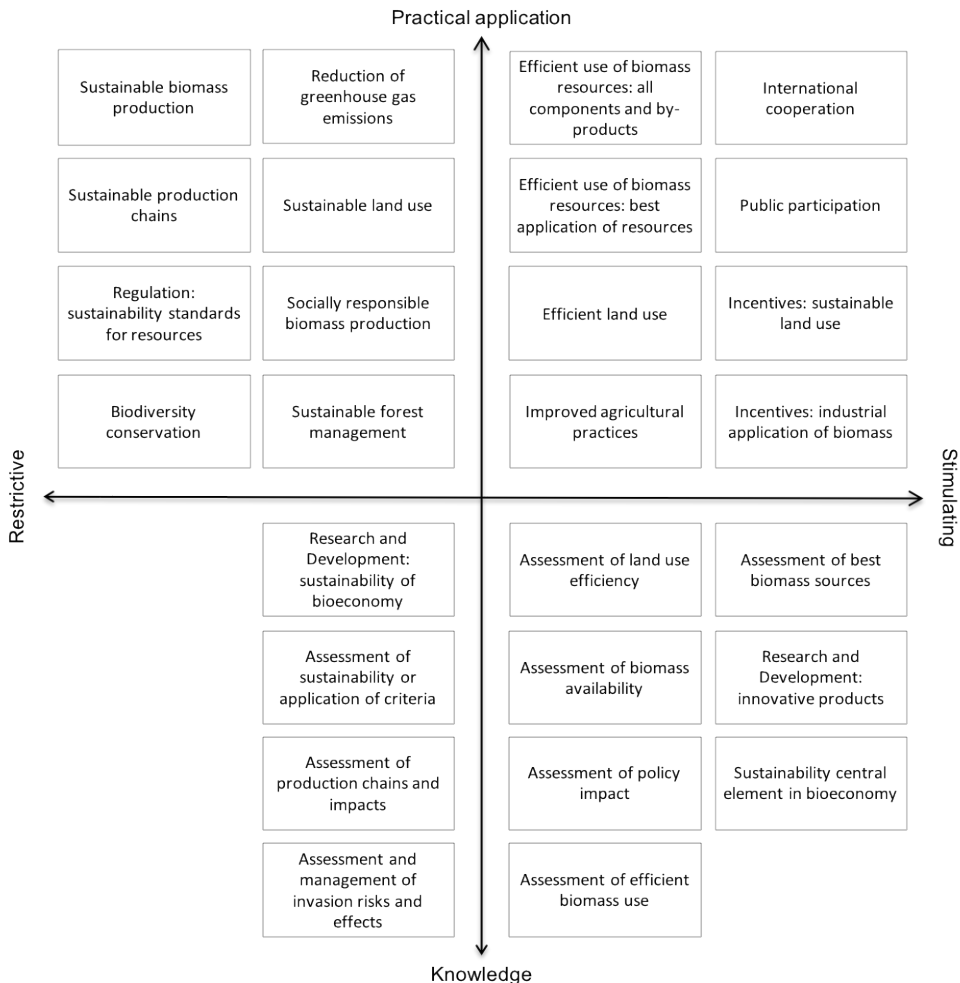 Practical application
Sustainable biomass
production
Reduction of
greenhouse gas
emissions
Efficient use of biomass
resources: all
components and by-
products
International
cooperation
Sustainable production
chains
Sustainable land use
Efficient use of biomass
resources: best
application of resources
Public participation
Regulation:
sustainability standards
for resources
Socially responsible
biomass production
Efficient land use
Incentives: sustainable
land use
Biodiversity
conservation
Sustainable forest
management
Improved agricultural
practices
Incentives: industrial
application of biomass
Restrictive
Stimulating
Research and
Development:
sustainability of
bioeconomy
Assessment of land use
efficiency
Assessment of best
biomass sources
Assessment of
sustainability or
application of criteria
Assessment of biomass
availability
Research and
Development:
innovative products
Assessment of
production chains and
impacts
Assessment of policy
impact
Sustainability central
element in bioeconomy
Assessment and
management of
invasion risks and
effects
Assessment of efficient
biomass use
Knowledge